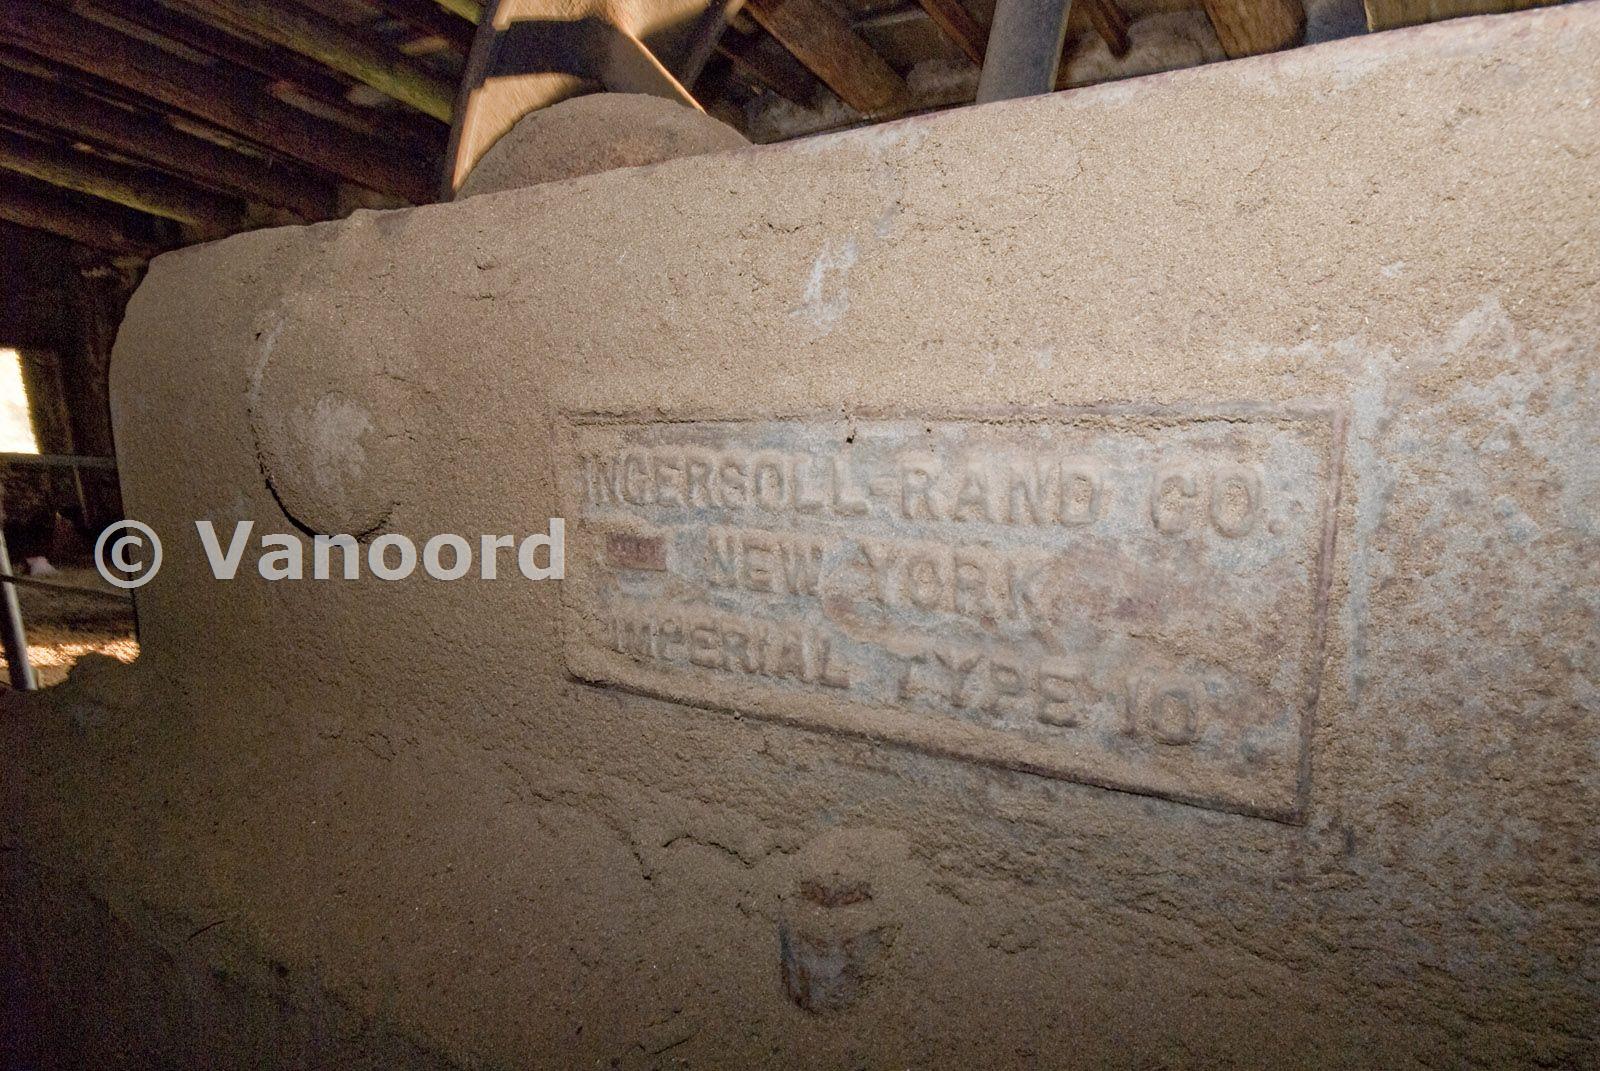 INGERSOLL-RAND CO.
NEW YORK
IMPERIAL TYPE 10
© Vanoord